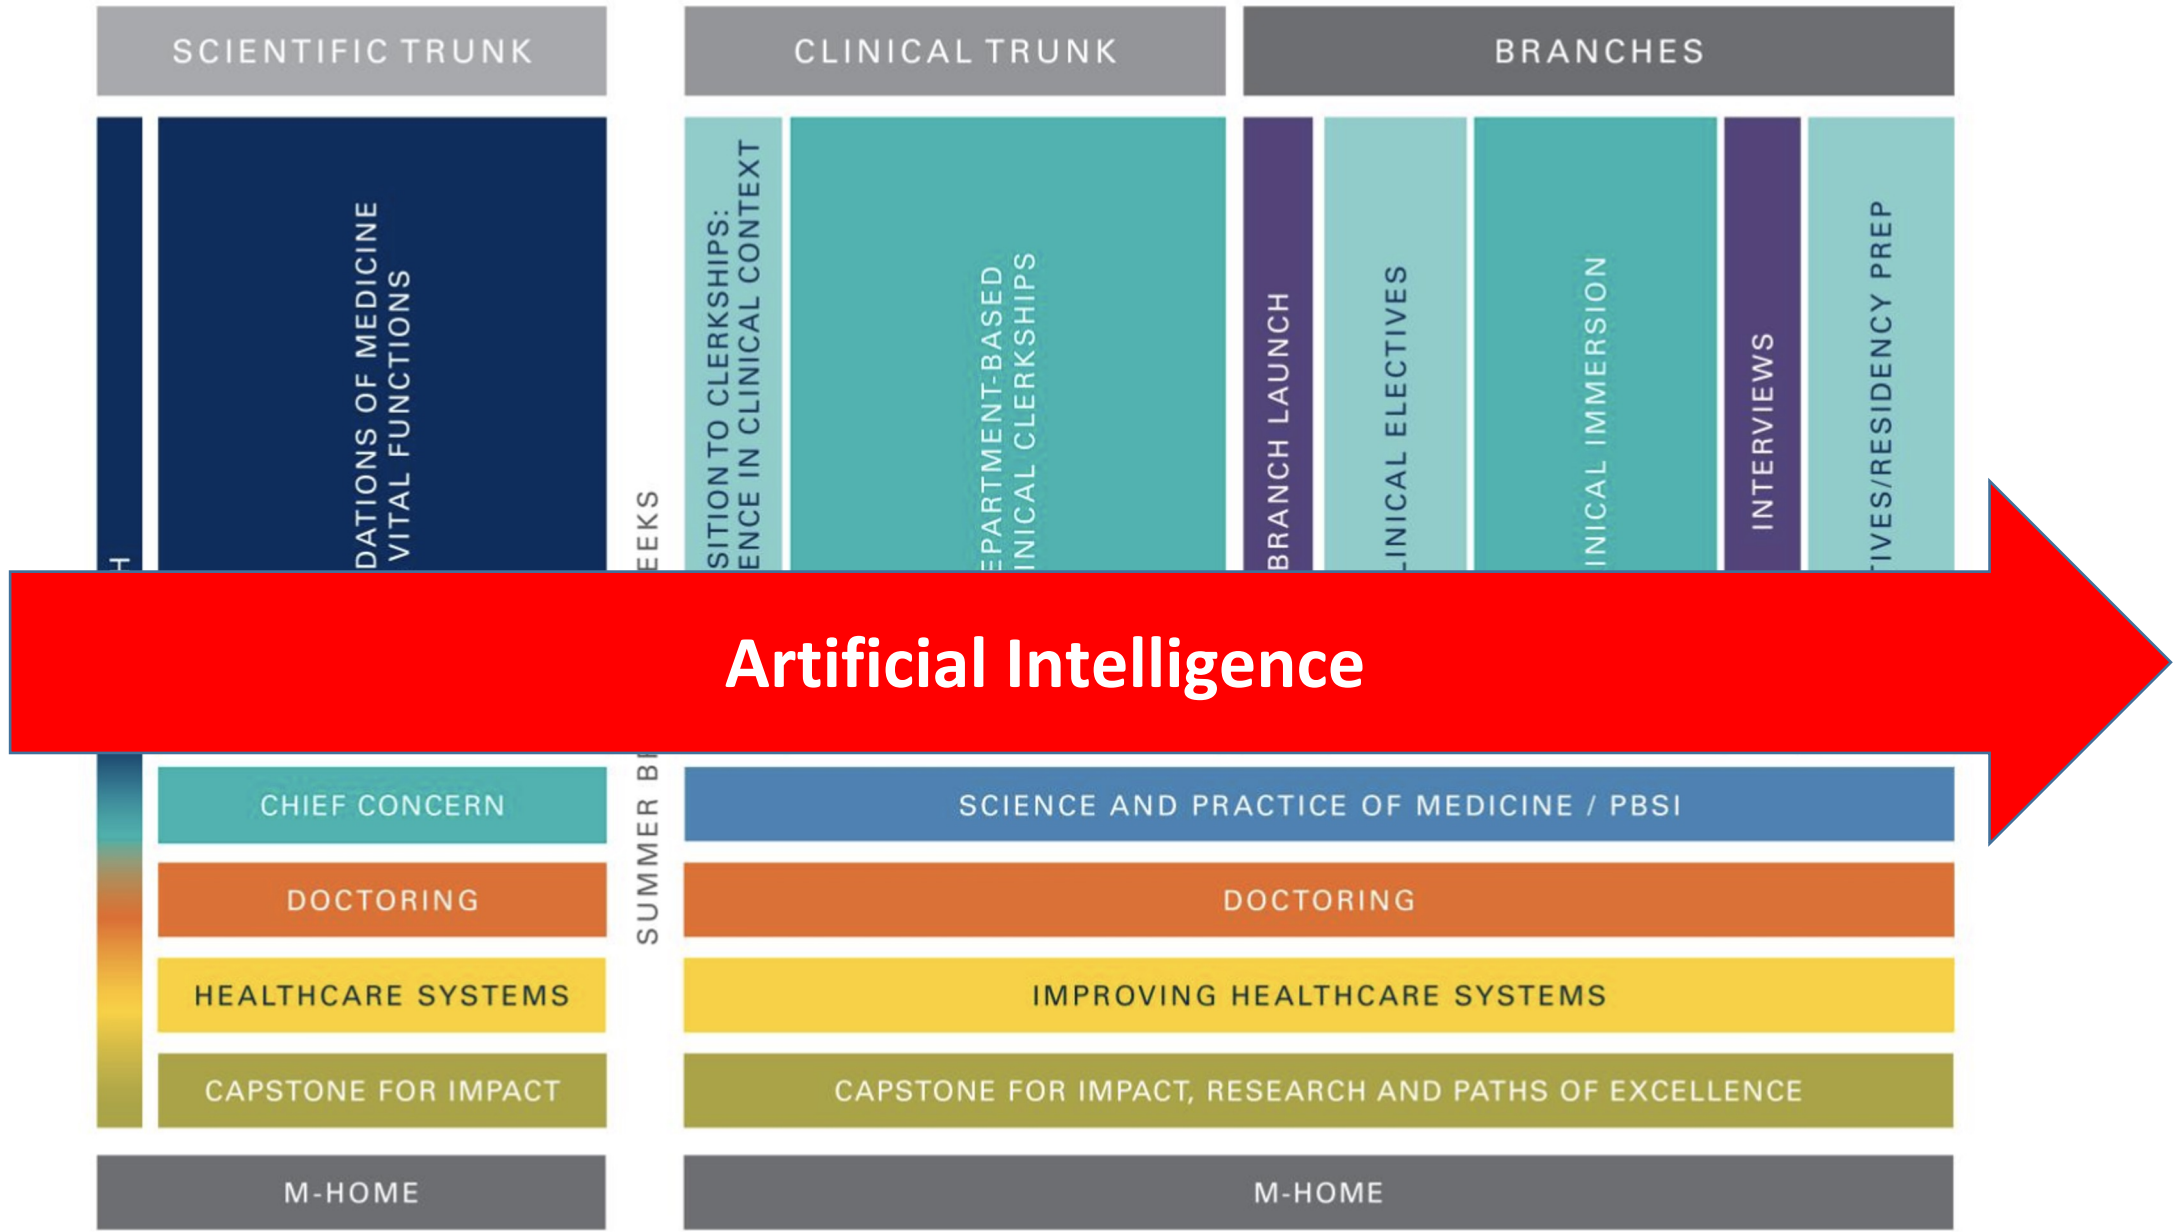 SCIENTIFIC TRUNK
CLINICAL TRUNK
BRANCHES
DATIONS OF MEDICINE
VITAL FUNCTIONS
SITION TO CLERKSHIPS:
ENCE IN CLINICAL CONTEXT
EPARTMENT-BASED
INICAL CLERKSHIPS
BRANCH LAUNCH
LINICAL ELECTIVES
INICAL IMMERSION
INTERVIEWS
IVES/RESIDENCY PREP
H
EEKS
SUMMER B
Artificial Intelligence
CHIEF CONCERN
SCIENCE AND PRACTICE OF MEDICINE / PBSI
DOCTORING
DOCTORING
HEALTHCARE SYSTEMS
IMPROVING HEALTHCARE SYSTEMS
CAPSTONE FOR IMPACT
CAPSTONE FOR IMPACT, RESEARCH AND PATHS OF EXCELLENCE
M-HOME
M-HOME